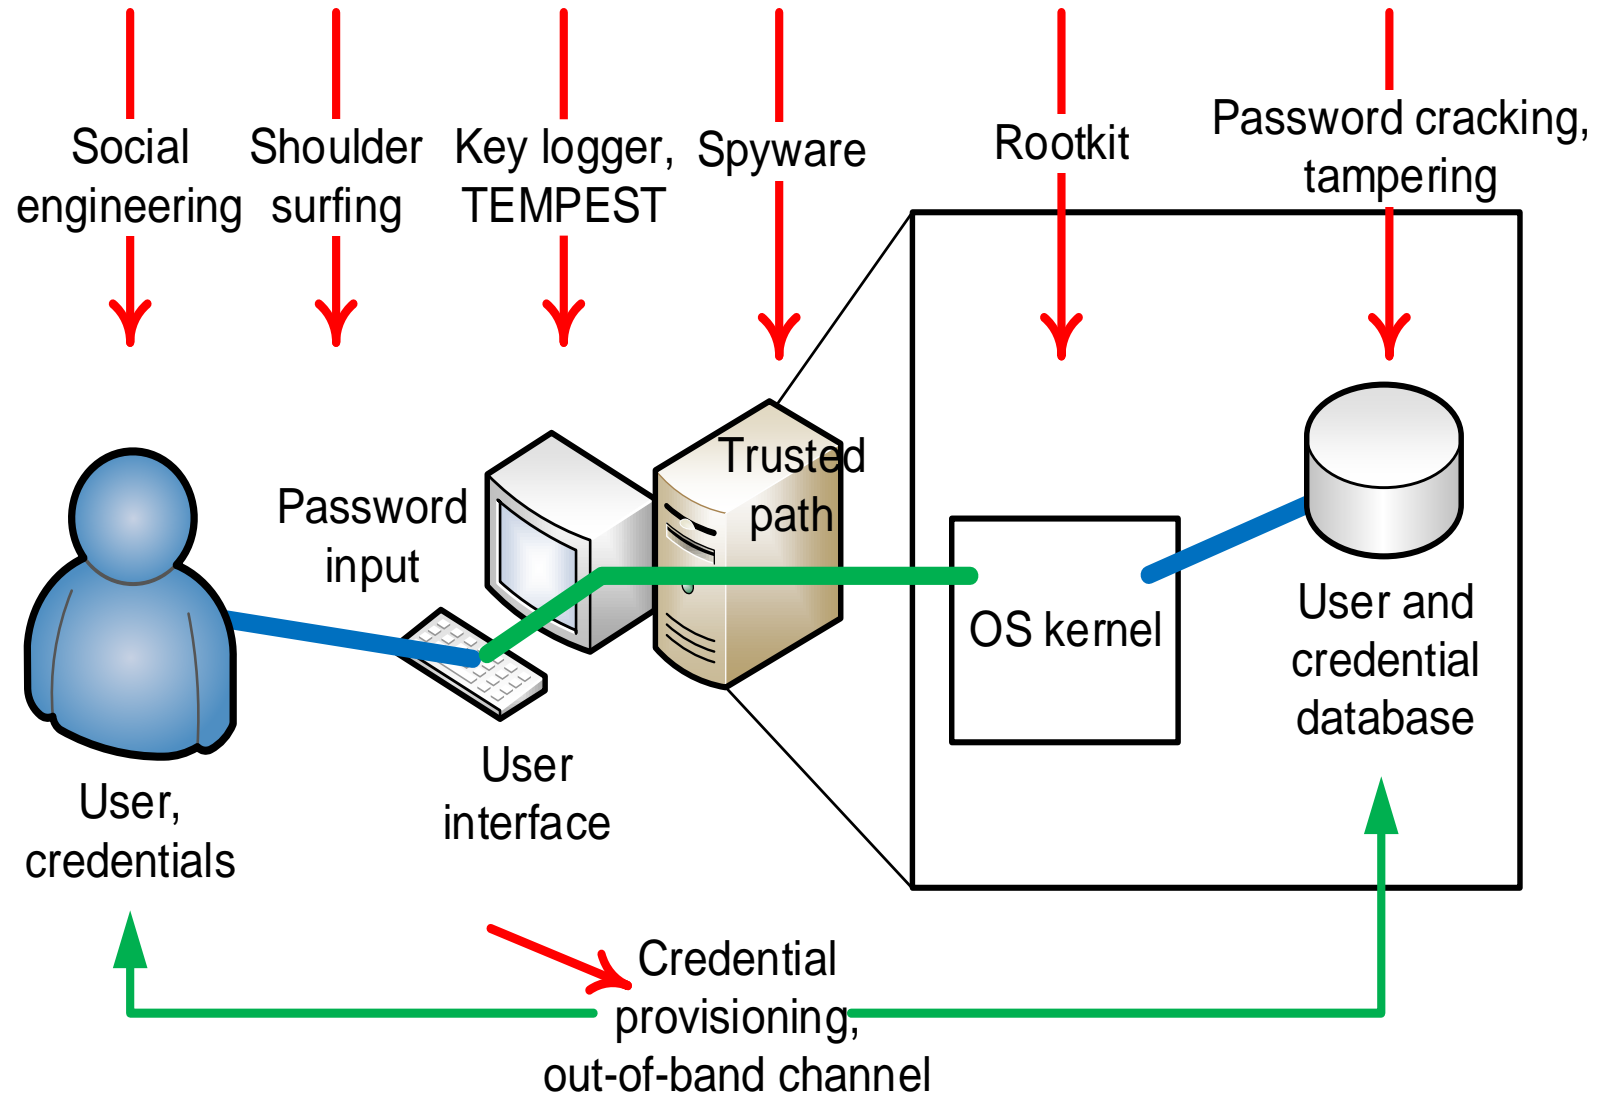 Social
engineering
Shoulder
surfing
Key logger,
TEMPEST
Spyware
Rootkit
Password cracking,
tampering
Trusted
path
Password
input
OS kernel
User and
credential
database
User
interface
User,
credentials
Credential
provisioning,
out-of-band channel